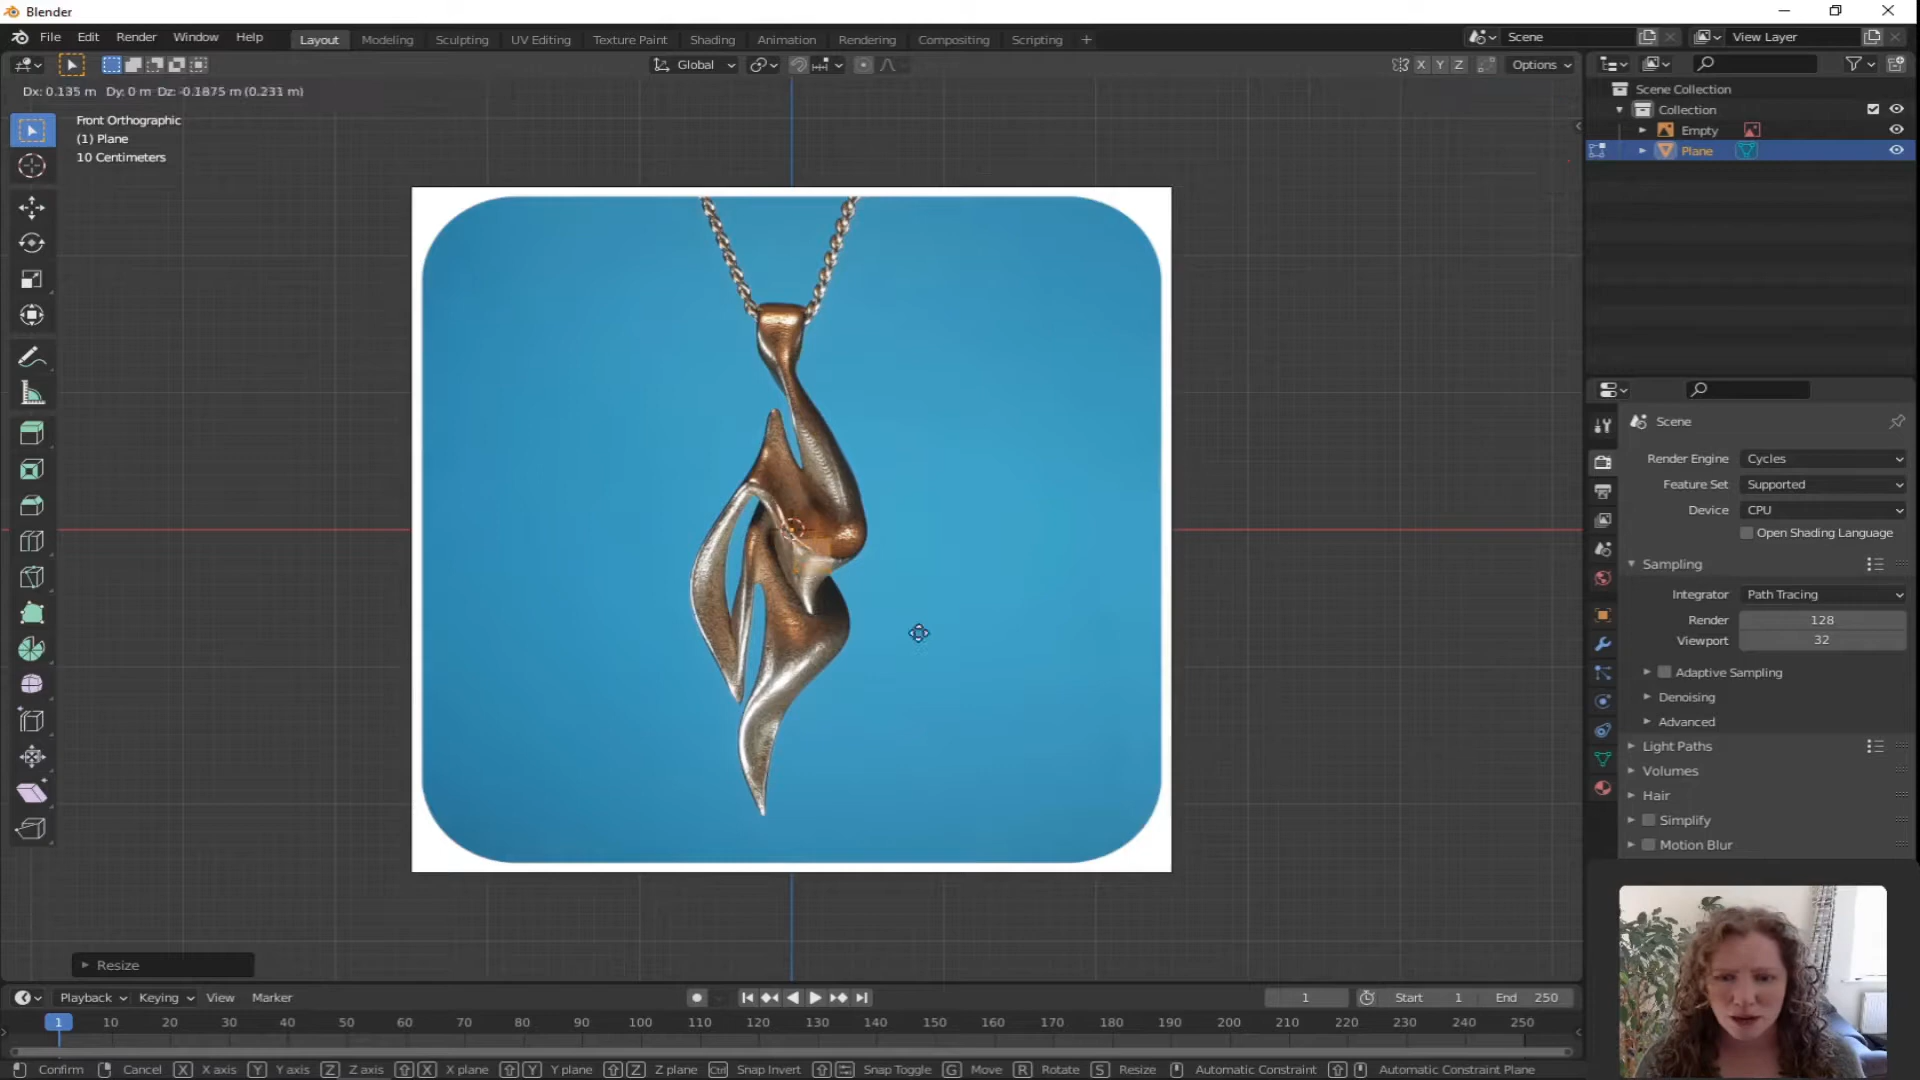 Blender
File Edit Render Window Help
Layout Modeling Sculpting UV Editing Texture Paint Shading Animation Rendering Compositing Scripting +
Scene View Layer
Global X Y Z Options
Dx: 0.135 m Dy: 0 m Dz: -0.1875 m (0.231 m)
Front Orthographic
(1) Plane
10 Centimeters
Scene Collection
Collection
Empty
Plane
Scene
Render Engine Cycles
Feature Set Supported
Device CPU
Open Shading Language
Sampling
Integrator Path Tracing
Render 128
Viewport 32
Adaptive Sampling
Denoising
Advanced
Light Paths
Volumes
Hair
Simplify
Motion Blur
Resize
Playback Keying View Marker 1 Start 1 End 250
1 10 20 30 40 50 60 70 80 90 100 110 120 130 140 150 160 170 180 190 200 210 220 230 240 250
Confirm Cancel X X axis Y Y axis Z Z axis X X plane Y Y plane Z Z plane Ctrl Snap Invert Snap Toggle G Move R Rotate S Resize Automatic Constraint Automatic Constraint Plane